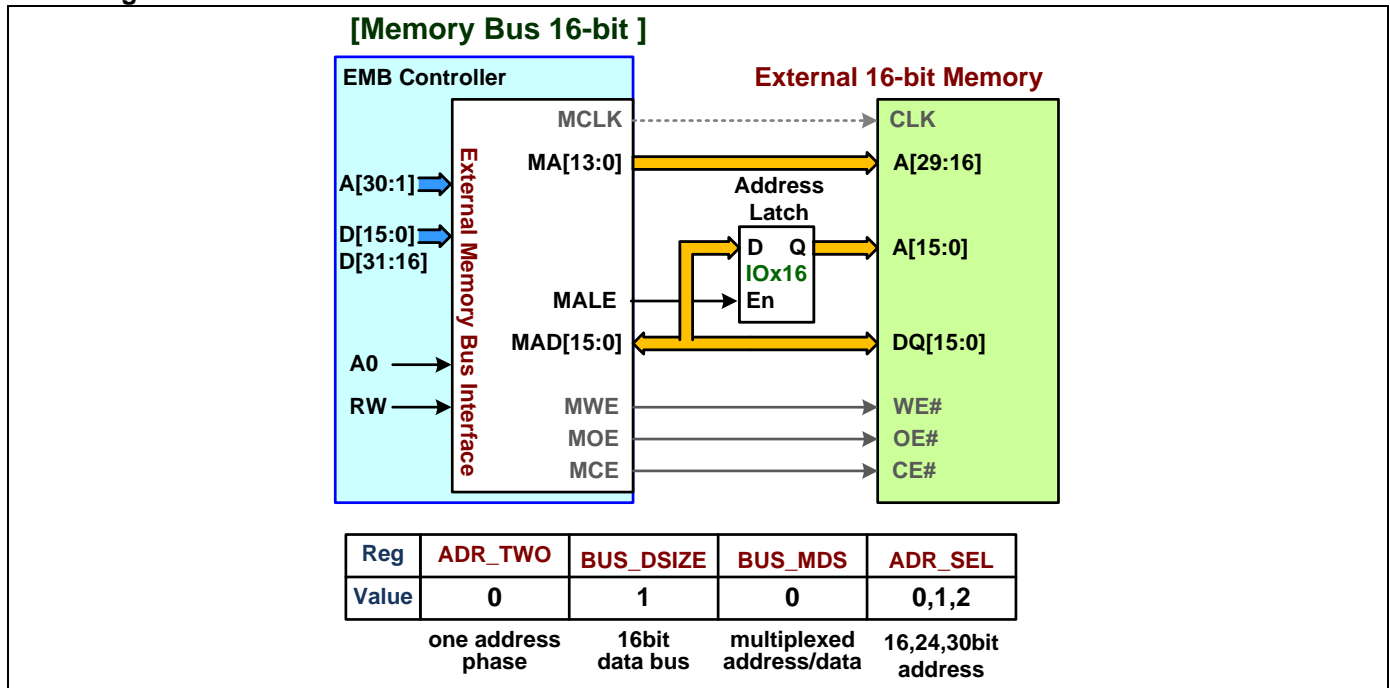 [Memory Bus 16-bit ]
EMB Controller
External 16-bit Memory
MCLK
CLK
MA[13:0]
A[29:16]
External Memory Bus Interface
A[30:1]
Address
Latch
D[15:0]
D[31:16]
D Q
IOx16
En
A[15:0]
MALE
MAD[15:0]
DQ[15:0]
A0
RW
MWE
WE#
MOE
OE#
MCE
CE#
Reg ADR_TWO BUS_DSIZE BUS_MDS ADR_SEL
Value 0 1 0 0,1,2
one address
phase
16bit
data bus
multiplexed
address/data
16,24,30bit
address